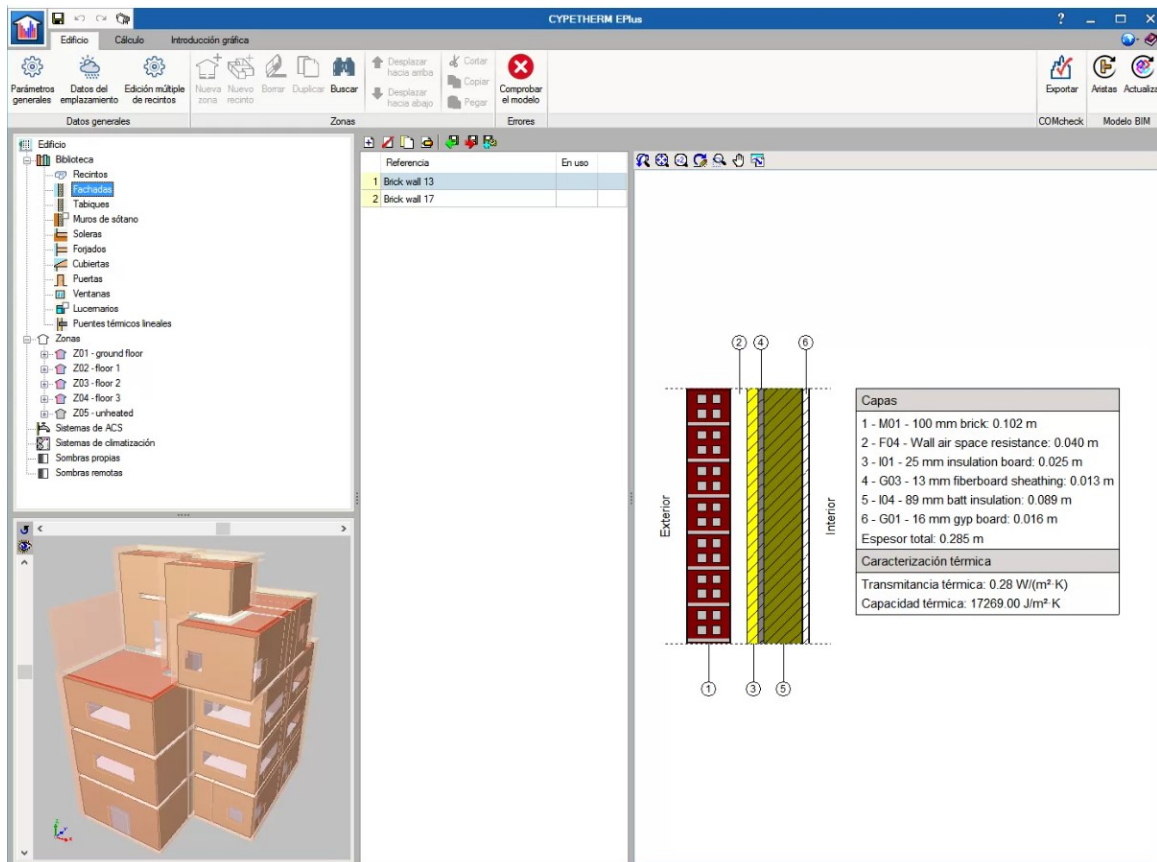 CYPETHERM EPlus
?
Edificio Cálculo Introducción gráfica
Parámetros generales
Datos del emplazamiento
Edición múltiple de recintos
Nueva zona
Nuevo recinto
Borrar
Duplicar
Buscar
Desplazar hacia arriba
Desplazar hacia abajo
Cortar
Copiar
Pegar
Comprobar el modelo
Exportar
Aristas
Actualiza
Datos generales
Zonas
Errores
COMcheck
Modelo BIM
Edificio
Biblioteca
Recintos
Fachadas
Tabiques
Muros de sótano
Soleras
Forjados
Cubiertas
Puertas
Ventanas
Lucernarios
Puentes térmicos lineales
Zonas
Z01 - ground floor
Z02 - floor 1
Z03 - floor 2
Z04 - floor 3
Z05 - unheated
Sistemas de ACS
Sistemas de climatización
Sombras propias
Sombras remotas
Referencia En uso
1 Brick wall 13
2 Brick wall 17
2 4 6
Exterior
Interior
1 3 5
Capas
1 - M01 - 100 mm brick: 0.102 m
2 - F04 - Wall air space resistance: 0.040 m
3 - I01 - 25 mm insulation board: 0.025 m
4 - G03 - 13 mm fiberboard sheathing: 0.013 m
5 - I04 - 89 mm batt insulation: 0.089 m
6 - G01 - 16 mm gyp board: 0.016 m
Espesor total: 0.285 m
Caracterización térmica
Transmitancia térmica: 0.28 W/(m²·K)
Capacidad térmica: 17269.00 J/m²·K